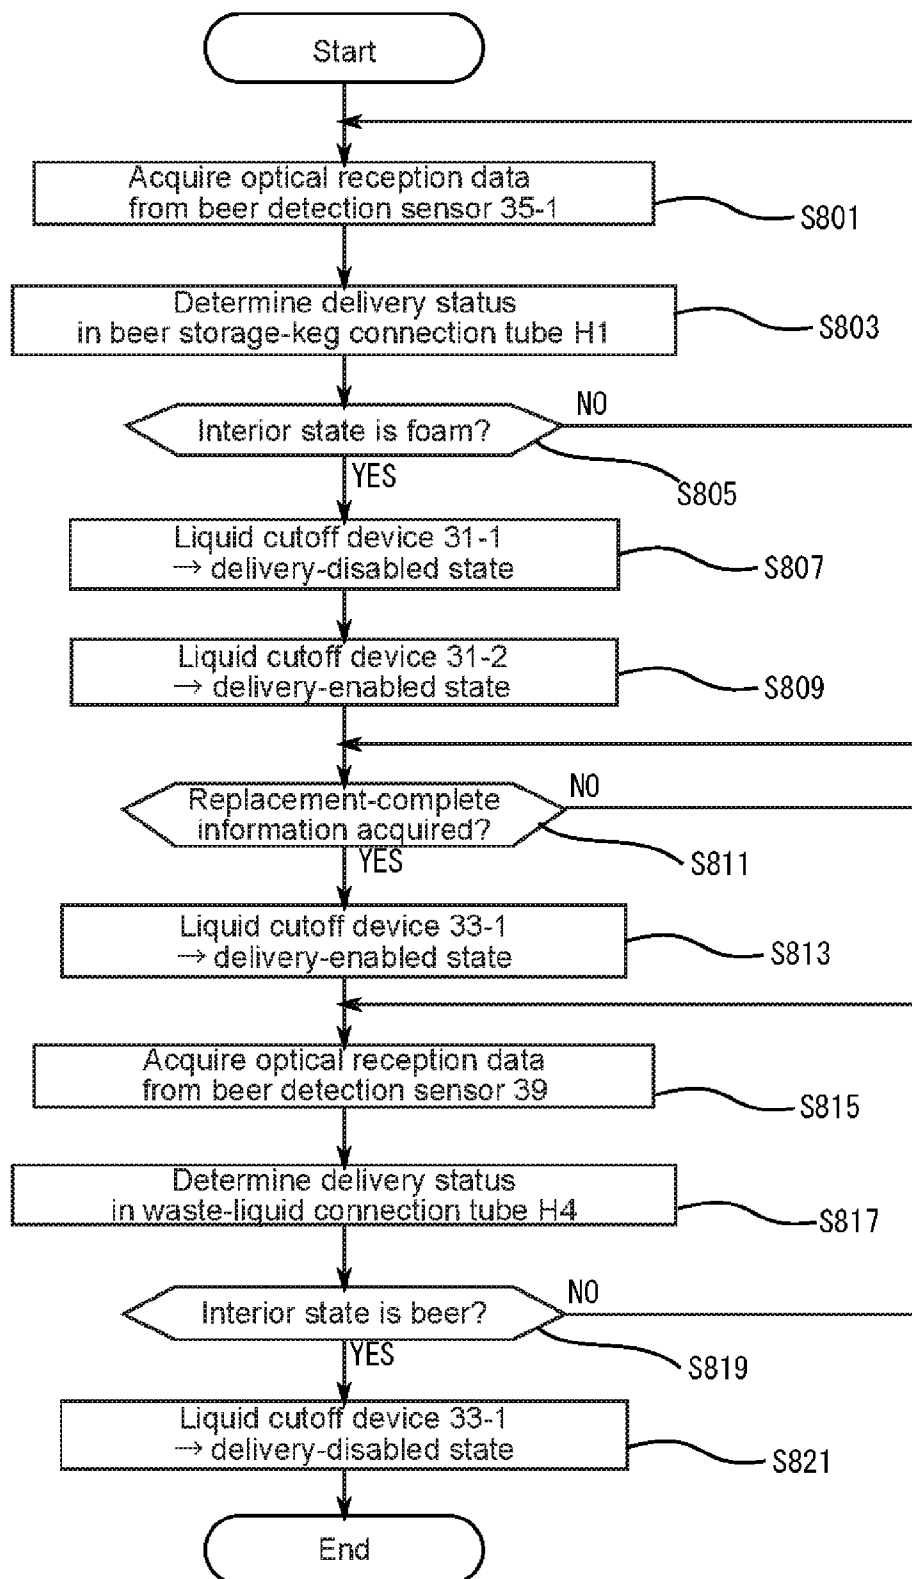 Start
Acquire optical reception data
from beer detection sensor 35-1
S801
Determine delivery status
in beer storage-keg connection tube H1
S803
Interior state is foam?
NO
YES
S805
Liquid cutoff device 31-1
→ delivery-disabled state
S807
Liquid cutoff device 31-2
→ delivery-enabled state
S809
Replacement-complete
information acquired?
NO
YES
S811
Liquid cutoff device 33-1
→ delivery-enabled state
S813
Acquire optical reception data
from beer detection sensor 39
S815
Determine delivery status
in waste-liquid connection tube H4
S817
Interior state is beer?
NO
YES
S819
Liquid cutoff device 33-1
→ delivery-disabled state
S821
End